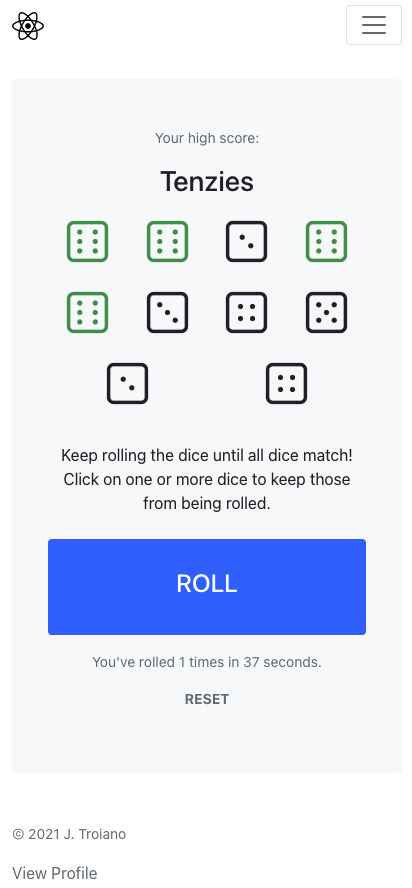 Your high score:
Tenzies
Keep rolling the dice until all dice match!
Click on one or more dice to keep those
from being rolled.
ROLL
You've rolled 1 times in 37 seconds.
RESET
© 2021 J. Troiano
View Profile